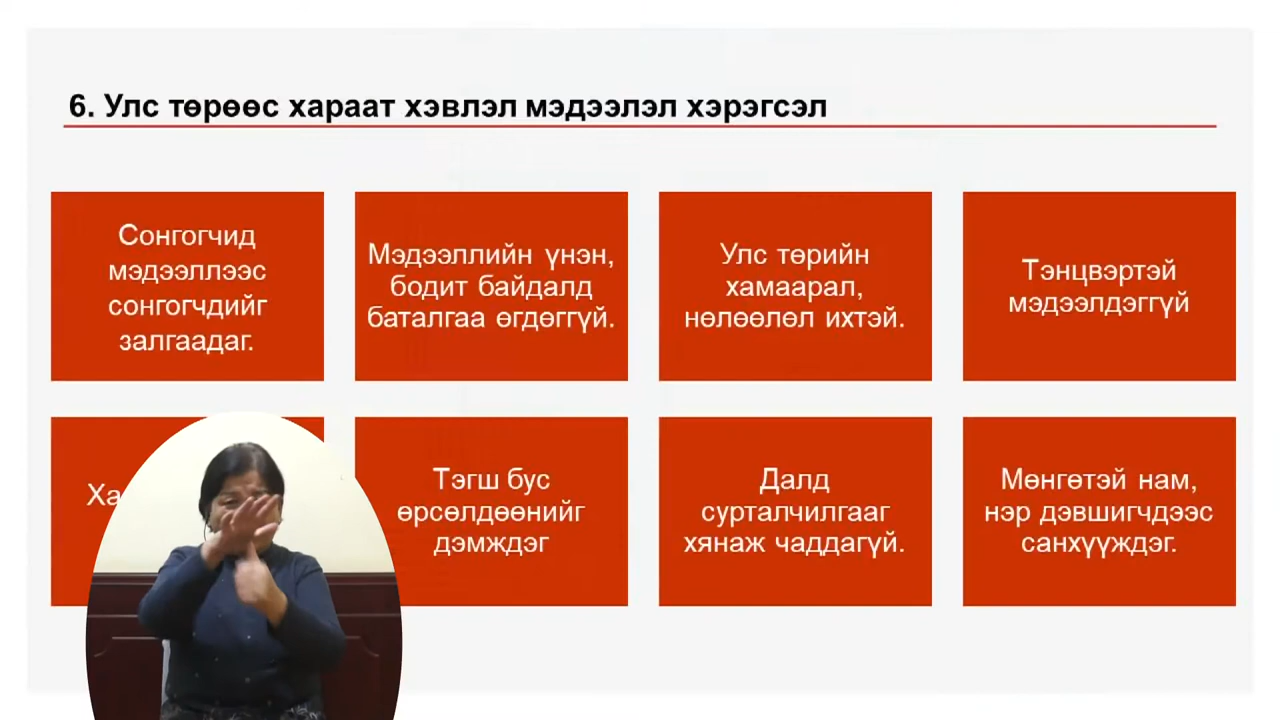 6. Улс төрөөс хараат хэвлэл мэдээлэл хэрэгсэл
Сонгогчид
мэдээллээс
сонгогчдийг
залгаадаг.
Мэдээллийн үнэн,
бодит байдалд
баталгаа өгдөггүй.
Улс төрийн
хамаарал,
нөлөөлөл ихтэй.
Тэнцвэртэй
мэдээлдэггүй
Тэгш бус
өрсөлдөөнийг
дэмждэг
Далд
сурталчилгааг
хянаж чаддагүй.
Мөнгөтэй нам,
нэр дэвшигчдээс
санхүүждэг.